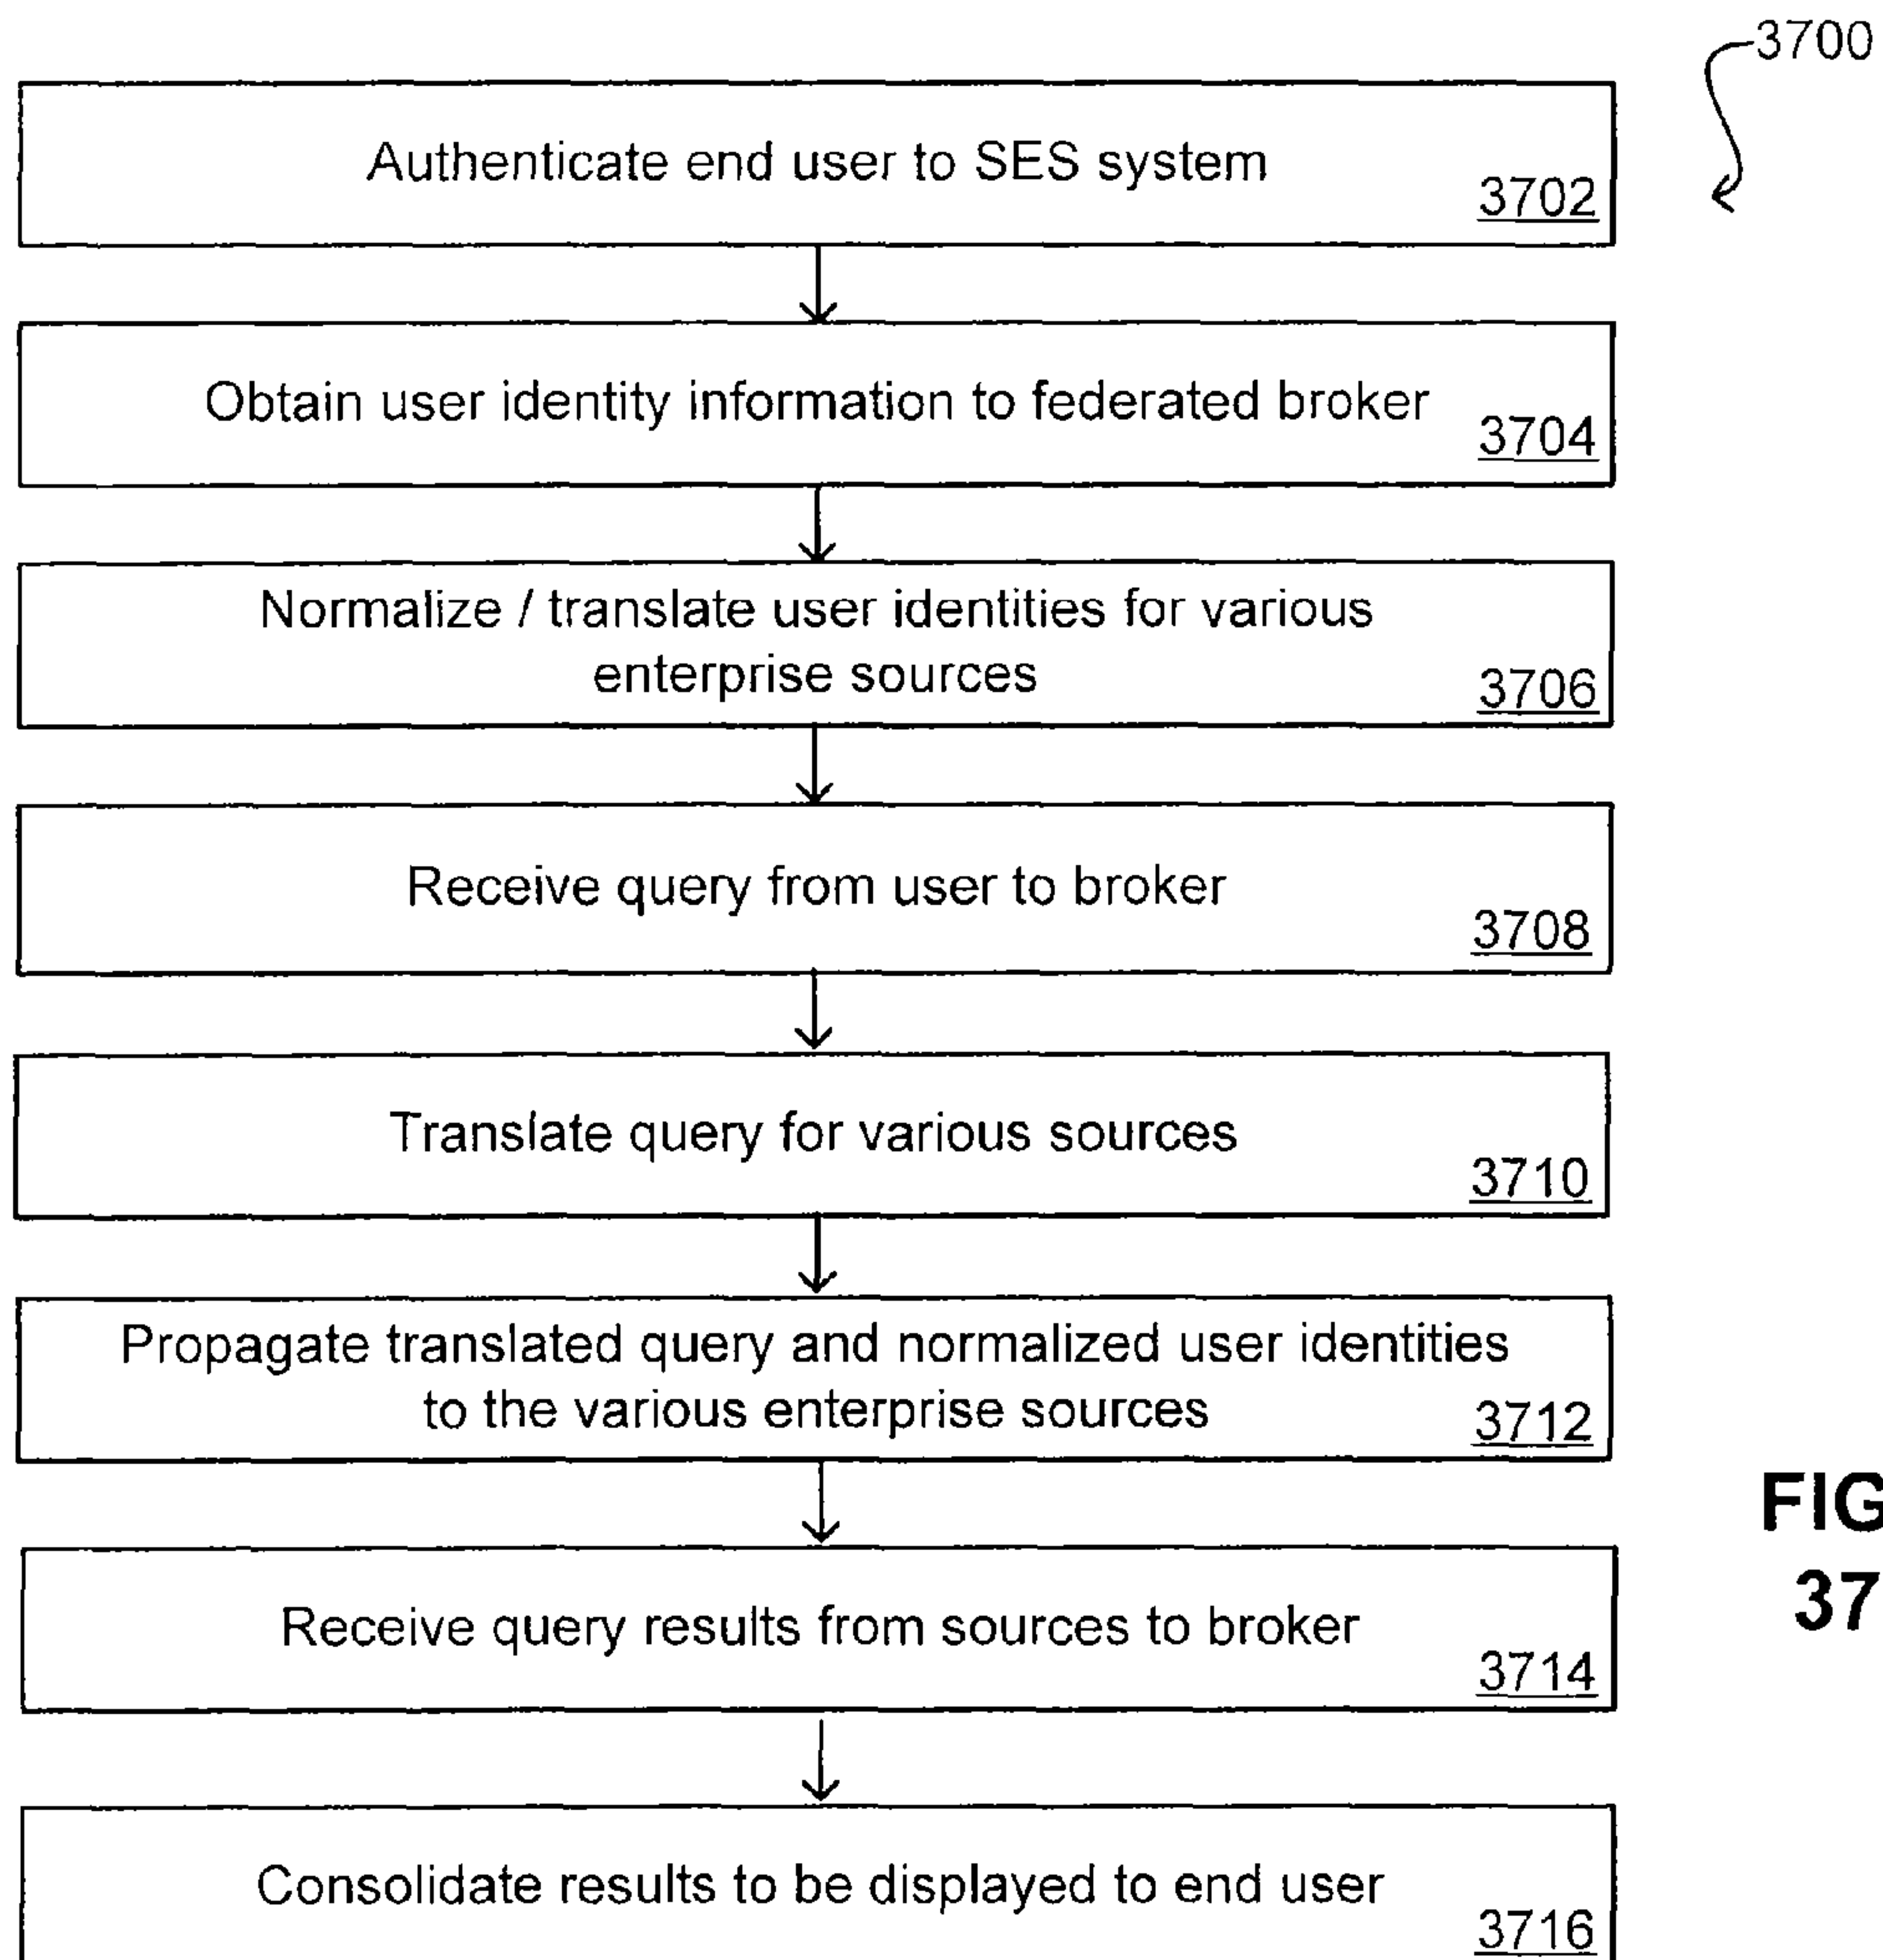 3700
Authenticate end user to SES system
3702
Obtain user identity information to federated broker
3704
Normalize / translate user identities for various
enterprise sources
3706
Receive query from user to broker
3708
Translate query for various sources
3710
Propagate translated query and normalized user identities
to the various enterprise sources
3712
Receive query results from sources to broker
3714
Consolidate results to be displayed to end user
3716
FIG
37